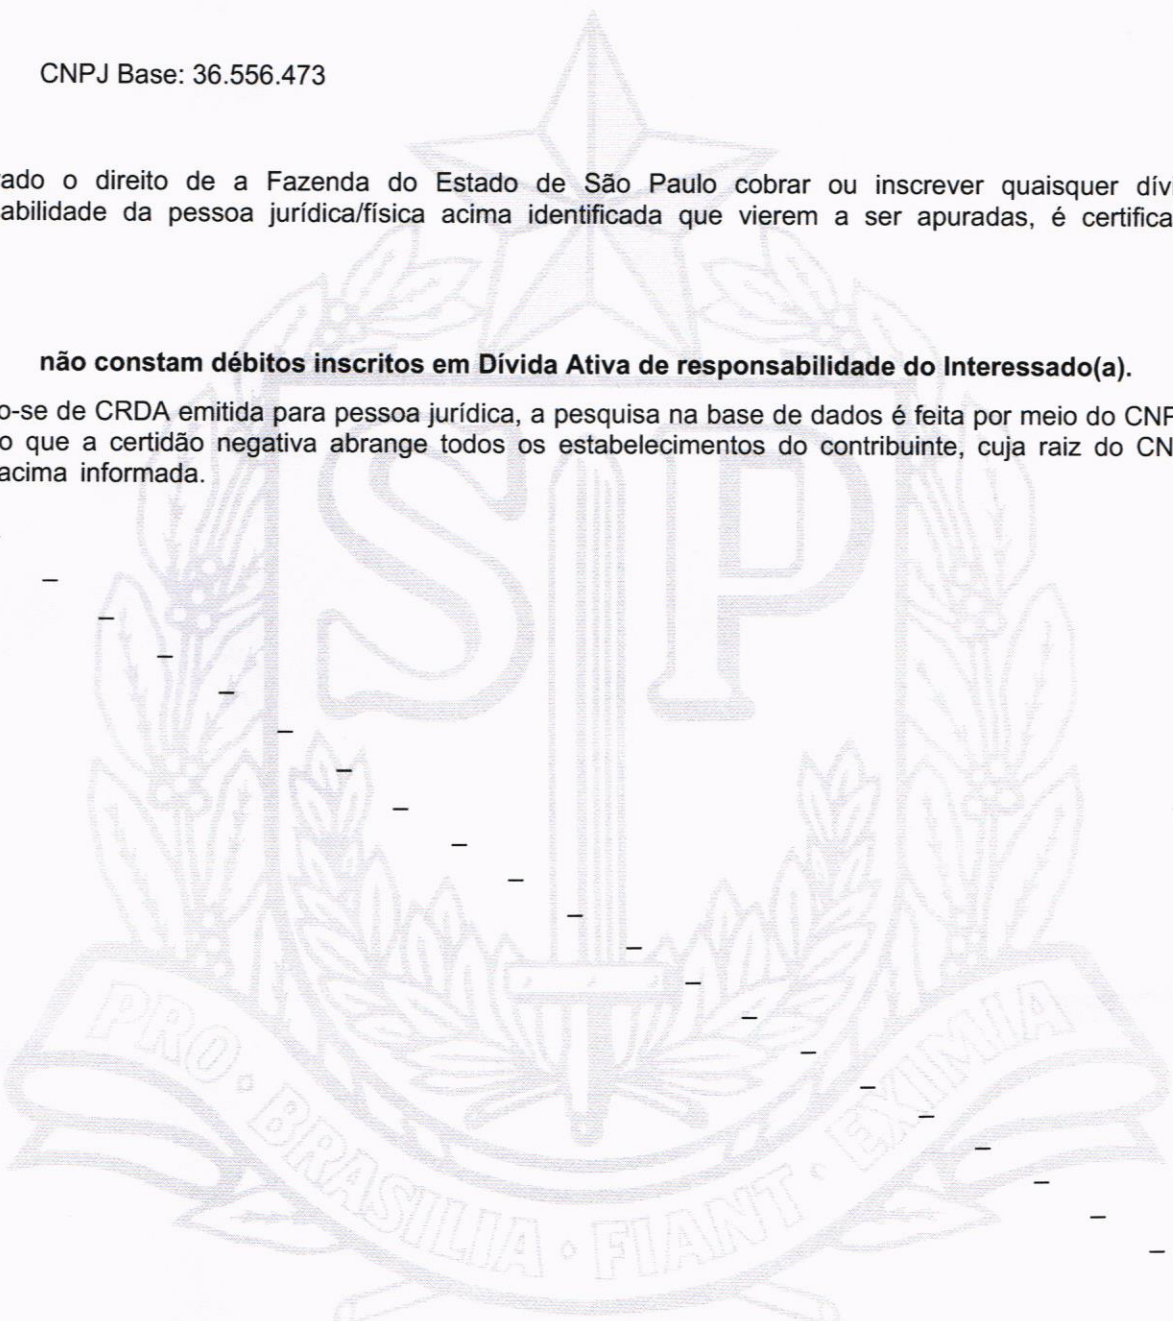 CNPJ Base: 36.556.473
ado o direito de a Fazenda do Estado de São Paulo cobrar ou inscrever quaisquer dív
abilidade da pessoa jurídica/física acima identificada que vierem a ser apuradas, é certifica
não constam débitos inscritos em Dívida Ativa de responsabilidade do Interessado(a).
o-se de CRDA emitida para pessoa jurídica, a pesquisa na base de dados é feita por meio do CNP
o que a certidão negativa abrange todos os estabelecimentos do contribuinte, cuja raiz do CN
acima informada.
SP
PRO · BRASILIA · FIANT · EXIMIA